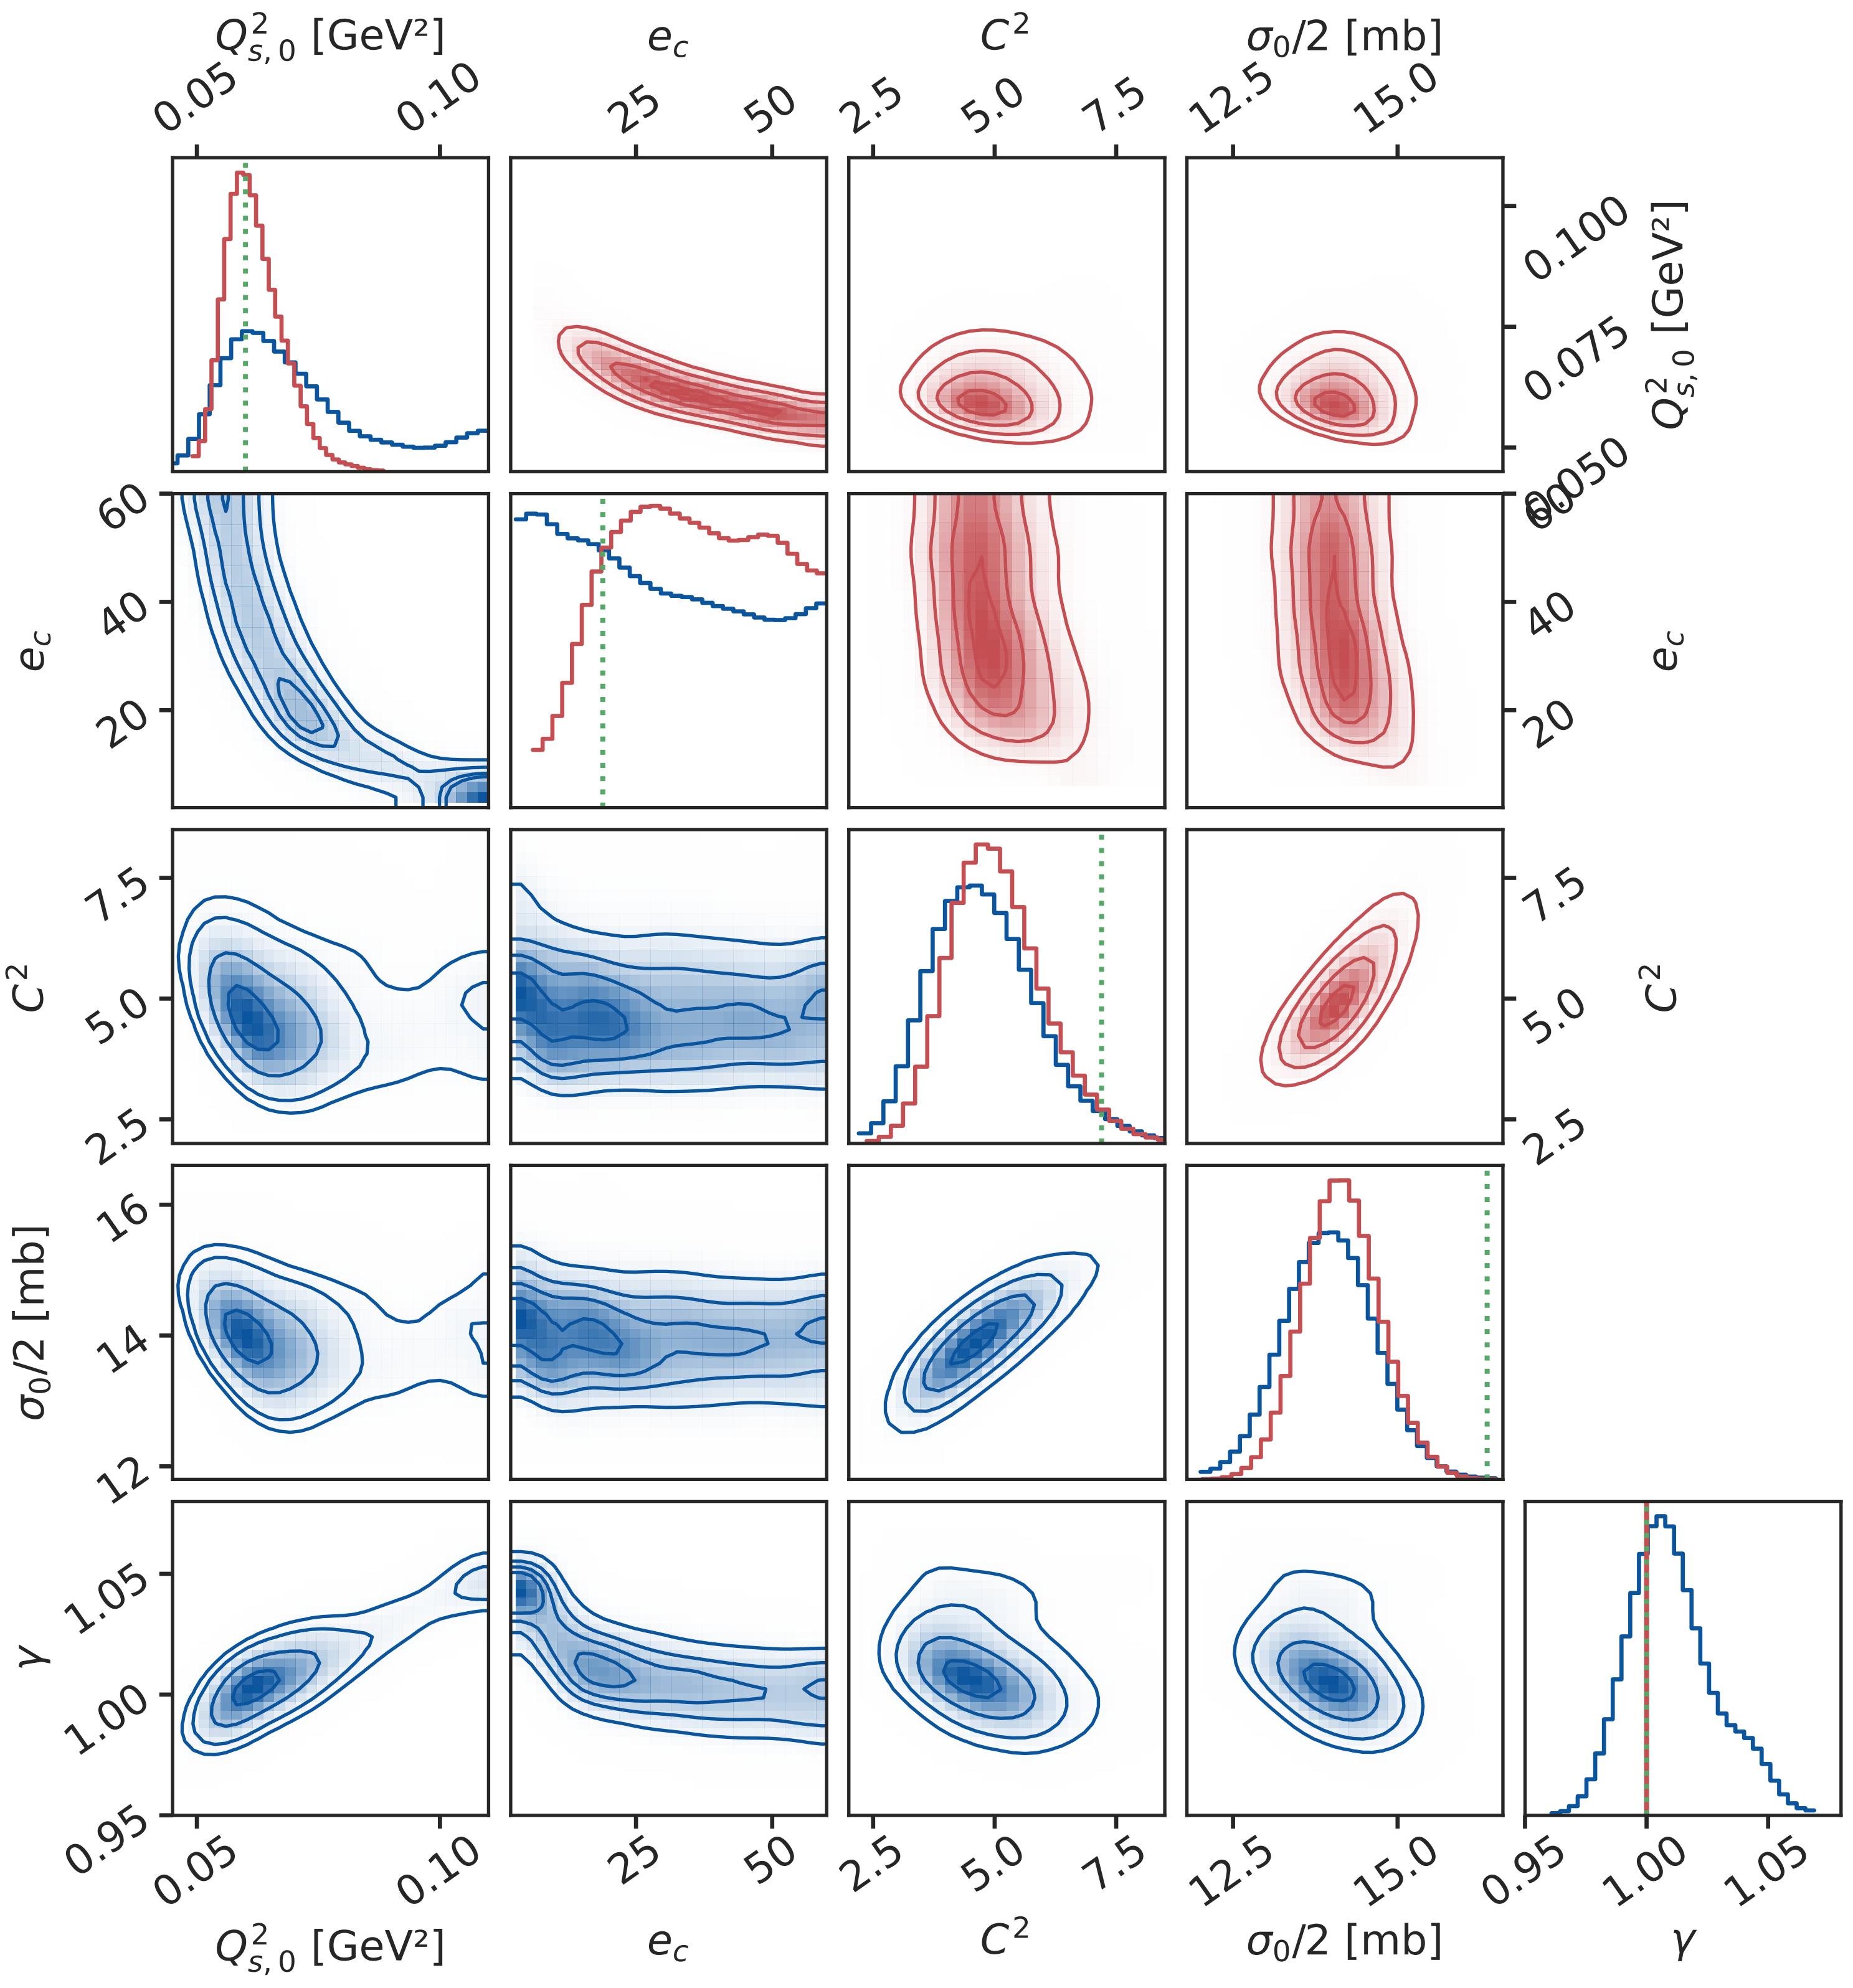 Q²ₛ,₀ [GeV²] e_c C² σ₀/2 [mb]
0.05 0.10 25 50 2.5 5.0 7.5 12.5 15.0
0.100
0.075
0.050
Q²ₛ,₀ [GeV²]
60
40
20
e_c
60
40
20
e_c
7.5
5.0
2.5
C²
7.5
5.0
2.5
C²
16
14
12
σ₀/2 [mb]
1.05
1.00
0.95
γ
0.05 0.10 25 50 2.5 5.0 7.5 12.5 15.0 0.95 1.00 1.05
Q²ₛ,₀ [GeV²] e_c C² σ₀/2 [mb] γ